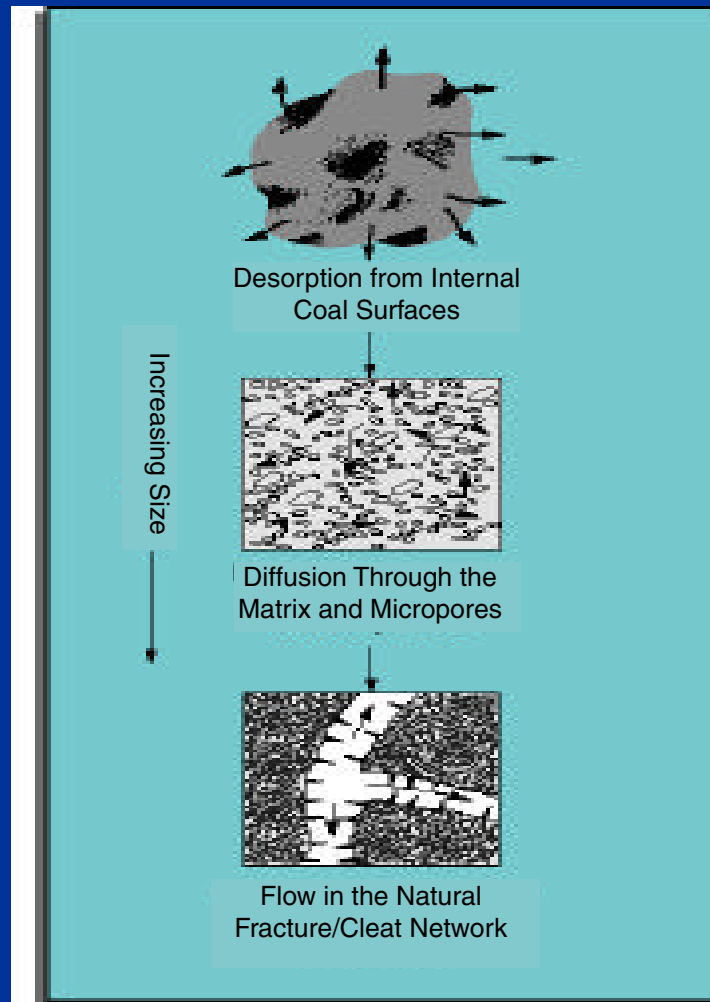 Desorption from Internal
Coal Surfaces
Increasing Size
Diffusion Through the
Matrix and Micropores
Flow in the Natural
Fracture/Cleat Network